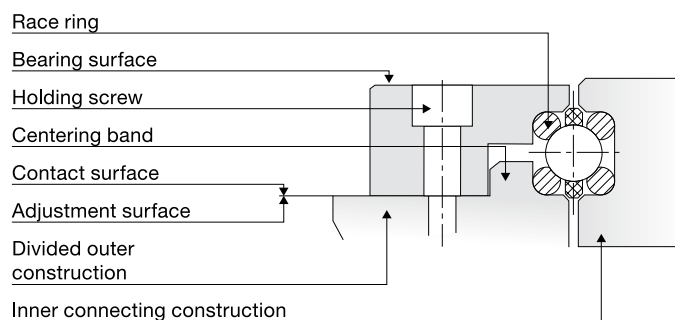 Race ring
Bearing surface
Holding screw
Centering band
Contact surface
Adjustment surface
Divided outer
construction
Inner connecting construction